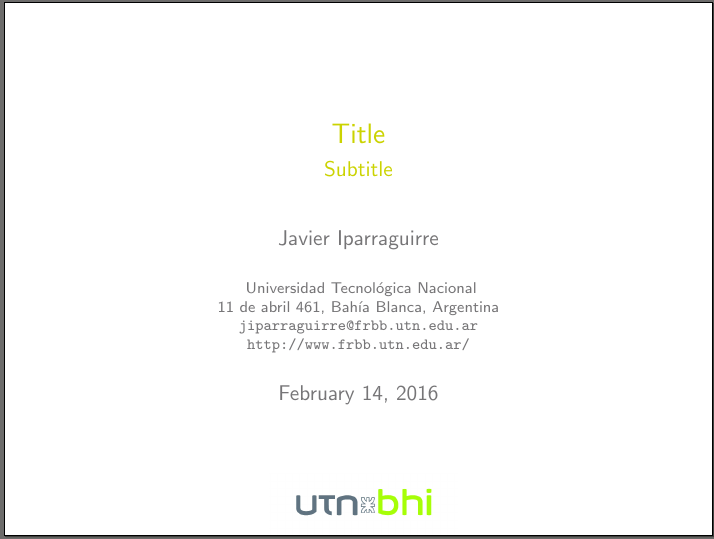 Title
Subtitle
Javier Iparraguirre
Universidad Tecnológica Nacional
11 de abril 461, Bahía Blanca, Argentina
jiparraguirre@frbb.utn.edu.ar
http://www.frbb.utn.edu.ar/
February 14, 2016
utn bhi